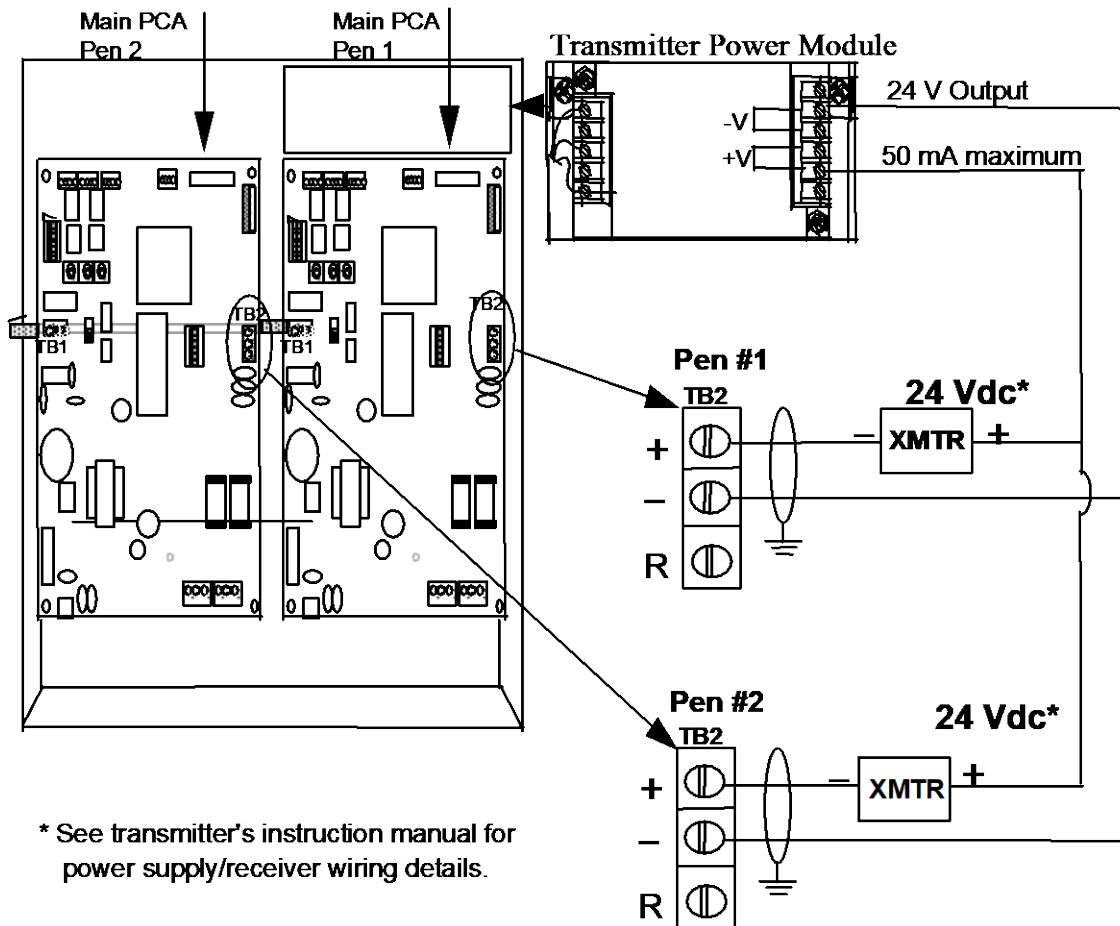 Main PCA
Pen 2
Main PCA
Pen 1
Transmitter Power Module
24 V Output
-V
+V
50 mA maximum
TB2
TB2
TB1
TB1
Pen #1
TB2
24 Vdc*
+
− XMTR +
−
R
Pen #2
TB2
24 Vdc*
+
− XMTR +
−
R
* See transmitter's instruction manual for
power supply/receiver wiring details.